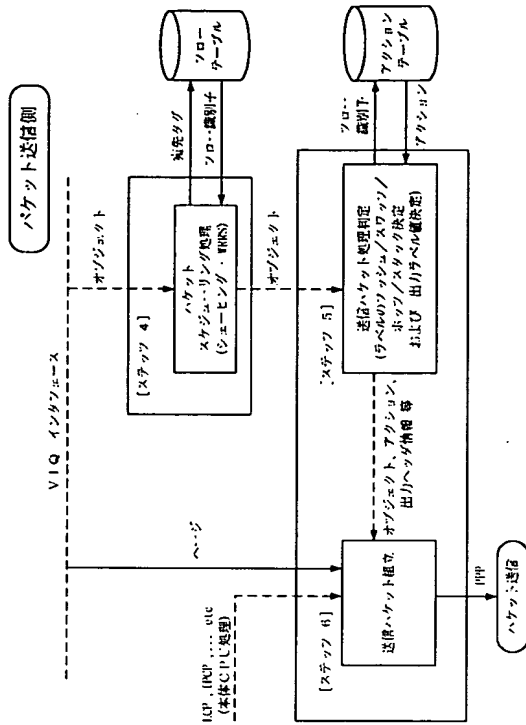 パケット送信側
VIQ インタフェース
オブジェクト
[ステップ 4]
パケット
スケジューリング処理
(シェーピング・WRRS)
宛先タグ
フロー識別子
フロー
テーブル
オブジェクト
[ステップ 5]
送信パケット処理判定
(ラベルのプッシュ/スワップ/
ポップ/スタック決定
および 出力ラベル値決定)
フロー
識別子
アクション
アクション
テーブル
オブジェクト、アクション、
出力ヘッダ情報 等
ページ
LCP, IPCP, ... etc
(本体CPU処理)
[ステップ 6]
送信パケット組立
PPP
パケット送信